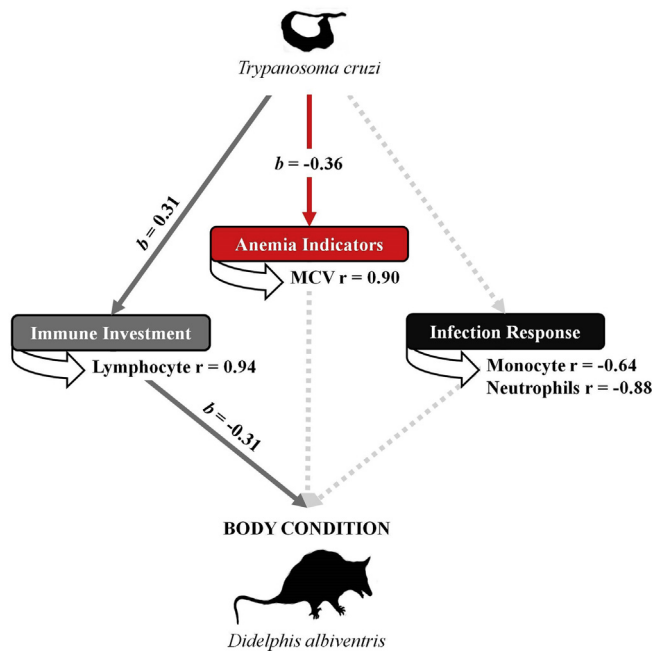 Trypanosoma cruzi
b = -0.36
b = 0.31
Anemia Indicators
MCV r = 0.90
Immune Investment
Lymphocyte r = 0.94
Infection Response
Monocyte r = -0.64
Neutrophils r = -0.88
b = -0.31
BODY CONDITION
Didelphis albiventris